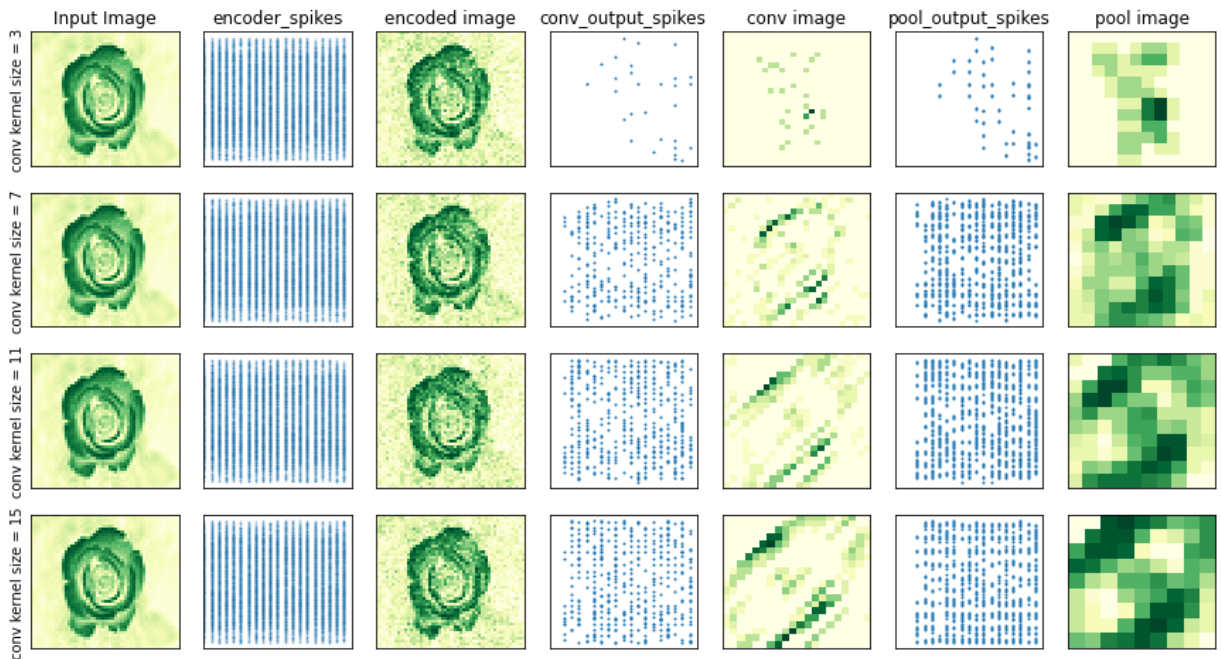 Input Image
encoder_spikes
encoded image
conv_output_spikes
conv image
pool_output_spikes
pool image
conv kernel size = 3
conv kernel size = 7
conv kernel size = 11
conv kernel size = 15